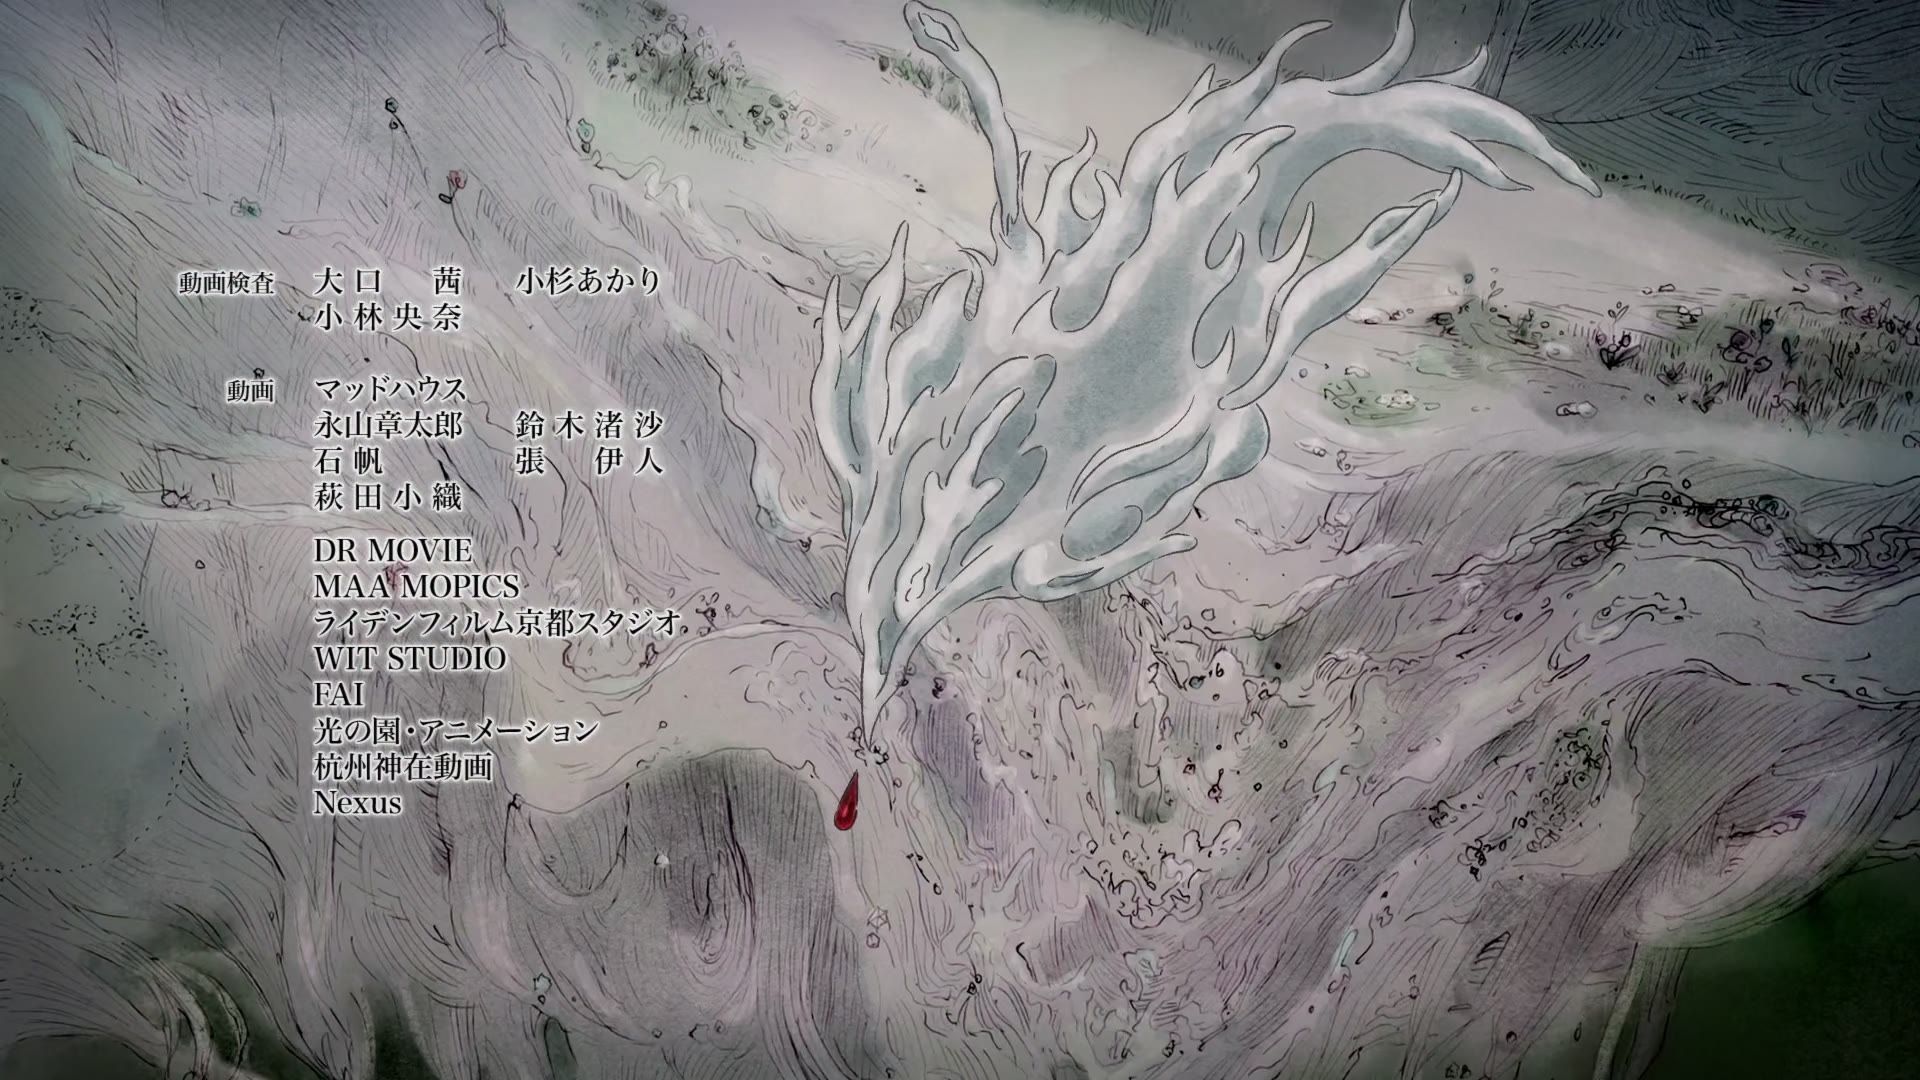 動画検査 大口 茜 小杉あかり
小林央奈
動画 マッドハウス
永山章太郎 鈴木渚沙
石帆 張 伊人
萩田小織
DR MOVIE
MAA MOPICS
ライデンフィルム京都スタジオ
WIT STUDIO
FAI
光の園・アニメーション
杭州神在動画
Nexus